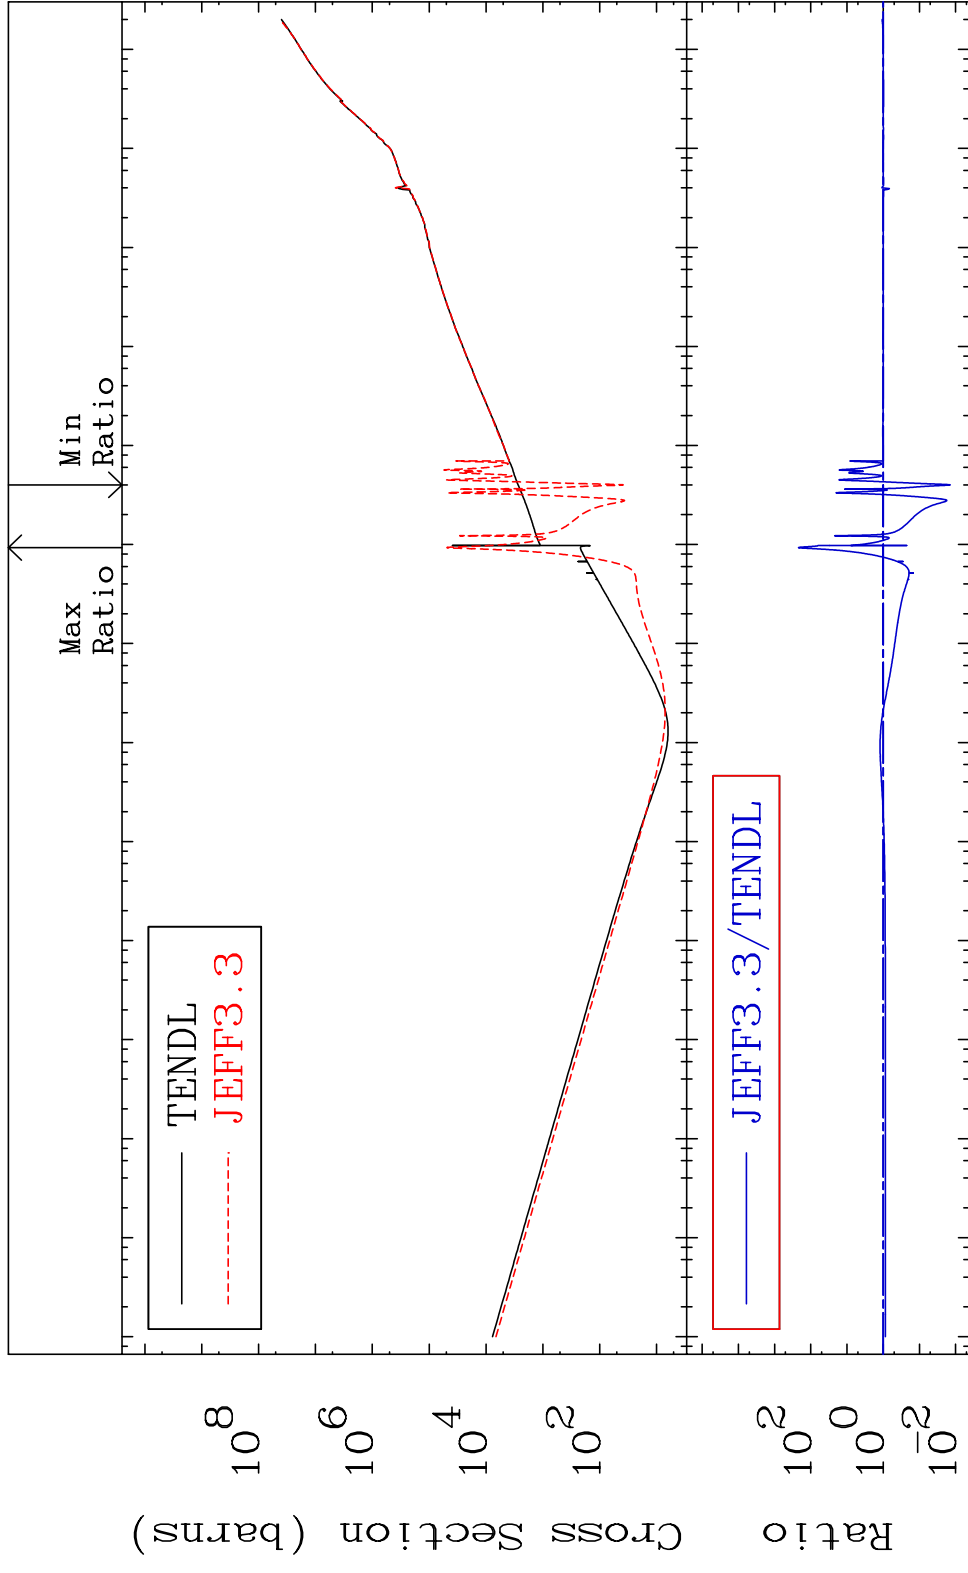 Max
Ratio
Min
Ratio
Cross Section (barns)
10^8
10^6
10^4
10^2
TENDL
JEFF3.3
Ratio
10^2
10^0
10^-2
JEFF3.3/TENDL